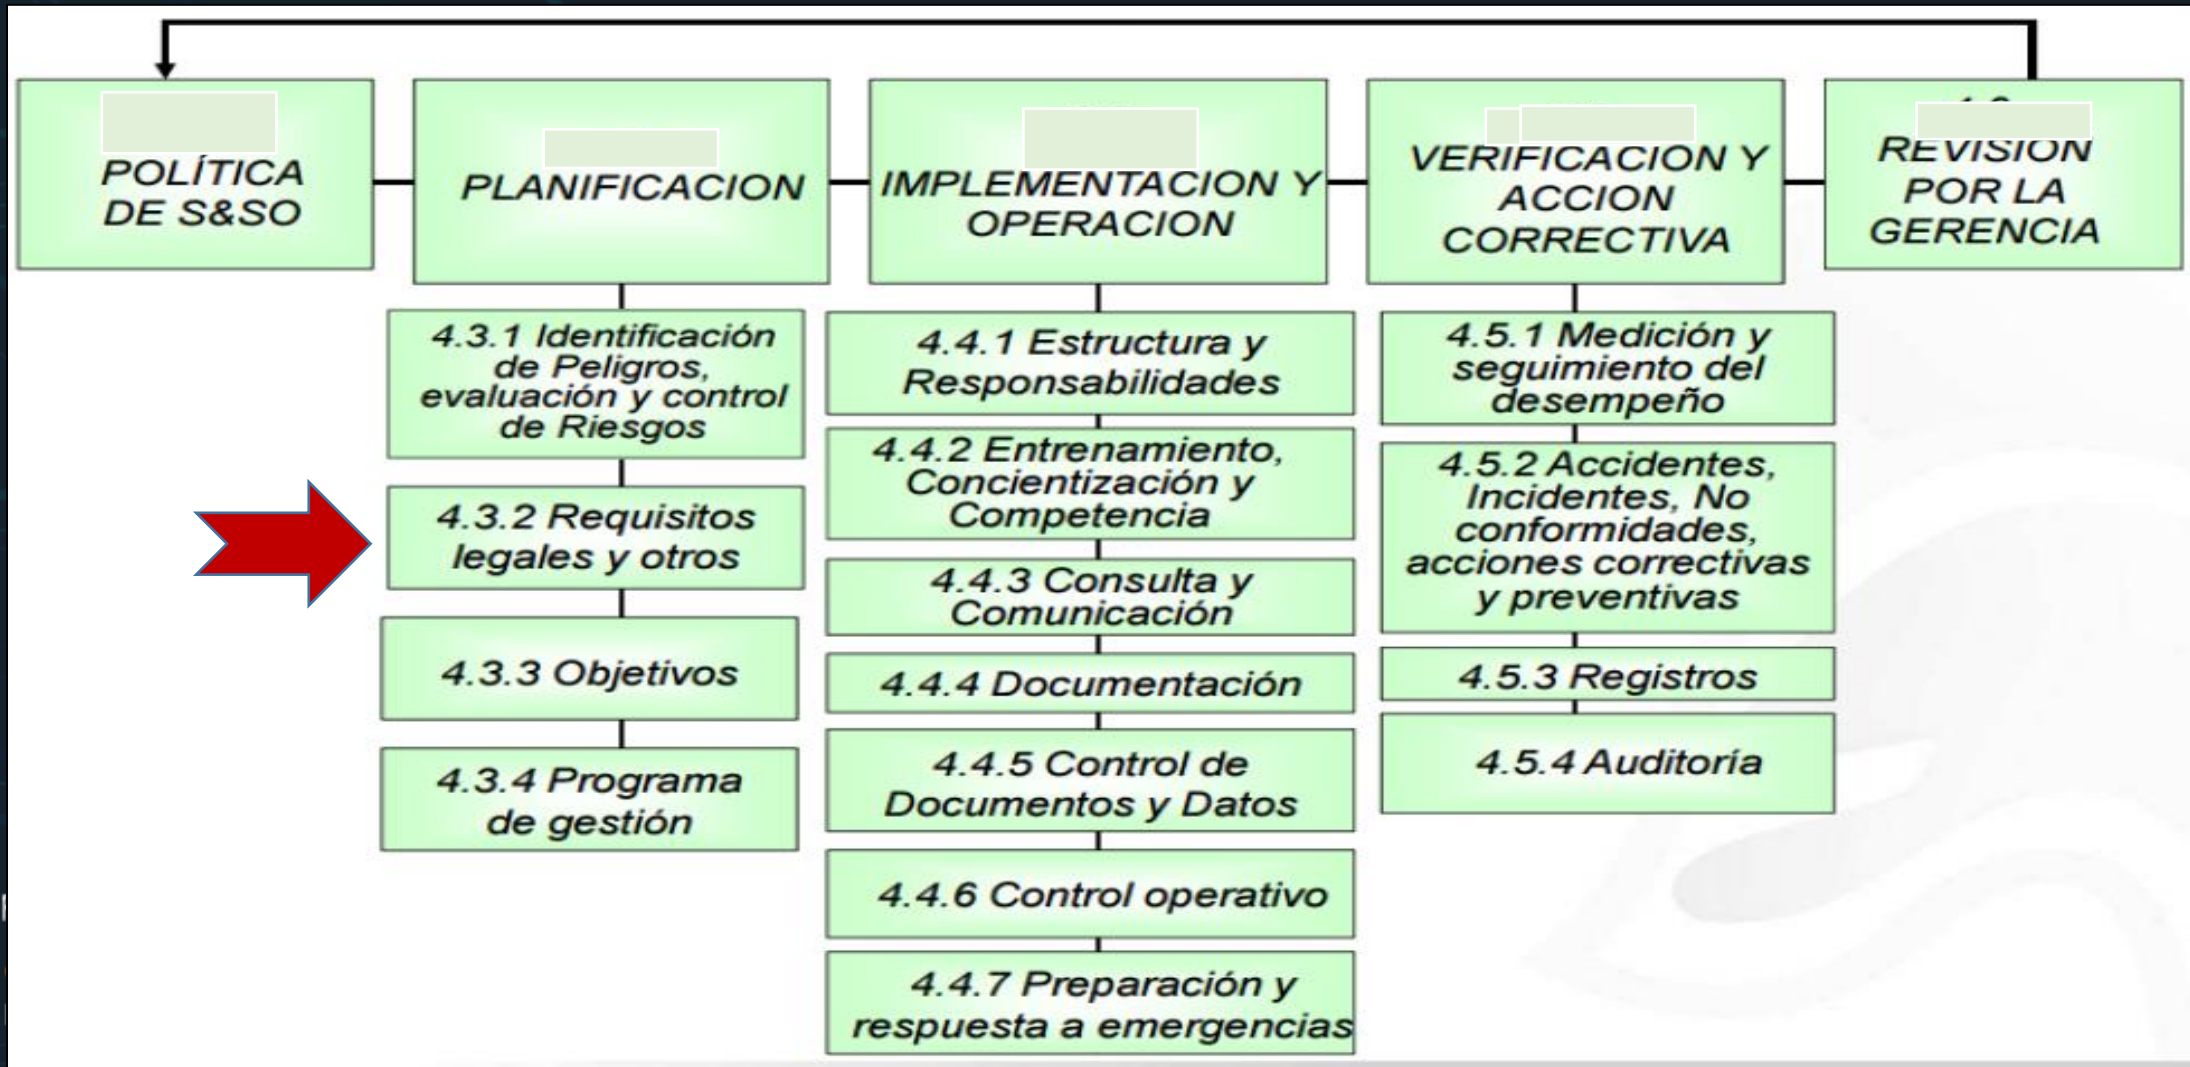 POLÍTICA
DE S&SO
PLANIFICACION
IMPLEMENTACION Y
OPERACION
VERIFICACION Y
ACCION
CORRECTIVA
REVISION
POR LA
GERENCIA
4.3.1 Identificación
de Peligros,
evaluación y control
de Riesgos
4.3.2 Requisitos
legales y otros
4.3.3 Objetivos
4.3.4 Programa
de gestión
4.4.1 Estructura y
Responsabilidades
4.4.2 Entrenamiento,
Concientización y
Competencia
4.4.3 Consulta y
Comunicación
4.4.4 Documentación
4.4.5 Control de
Documentos y Datos
4.4.6 Control operativo
4.4.7 Preparación y
respuesta a emergencias
4.5.1 Medición y
seguimiento del
desempeño
4.5.2 Accidentes,
Incidentes, No
conformidades,
acciones correctivas
y preventivas
4.5.3 Registros
4.5.4 Auditoría